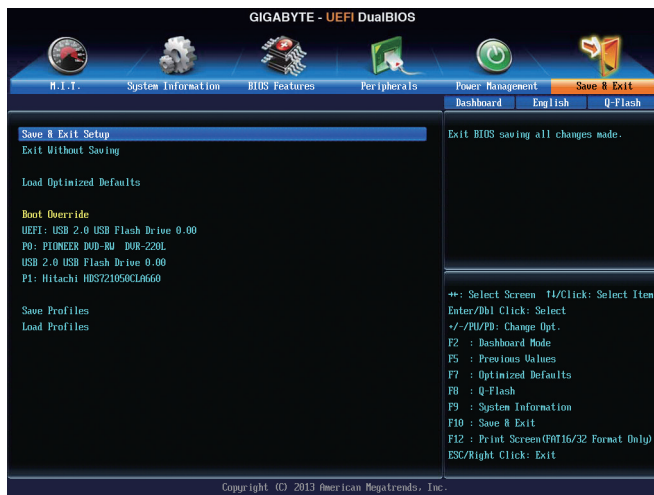 GIGABYTE - UEFI DualBIOS
M.I.T.
System Information
BIOS Features
Peripherals
Power Management
Save & Exit
Dashboard
English
Q-Flash
Save & Exit Setup
Exit Without Saving
Load Optimized Defaults
Boot Override
UEFI: USB 2.0 USB Flash Drive 0.00
P0: PIONEER DVD-RW DVR-220L
USB 2.0 USB Flash Drive 0.00
P1: Hitachi HDS721050CLA660
Save Profiles
Load Profiles
Exit BIOS saving all changes made.
→←: Select Screen ↑↓/Click: Select Item
Enter/Dbl Click: Select
+/-/PU/PD: Change Opt.
F2 : Dashboard Mode
F5 : Previous Values
F7 : Optimized Defaults
F8 : Q-Flash
F9 : System Information
F10 : Save & Exit
F12 : Print Screen(FAT16/32 Format Only)
ESC/Right Click: Exit
Copyright (C) 2013 American Megatrends, Inc.